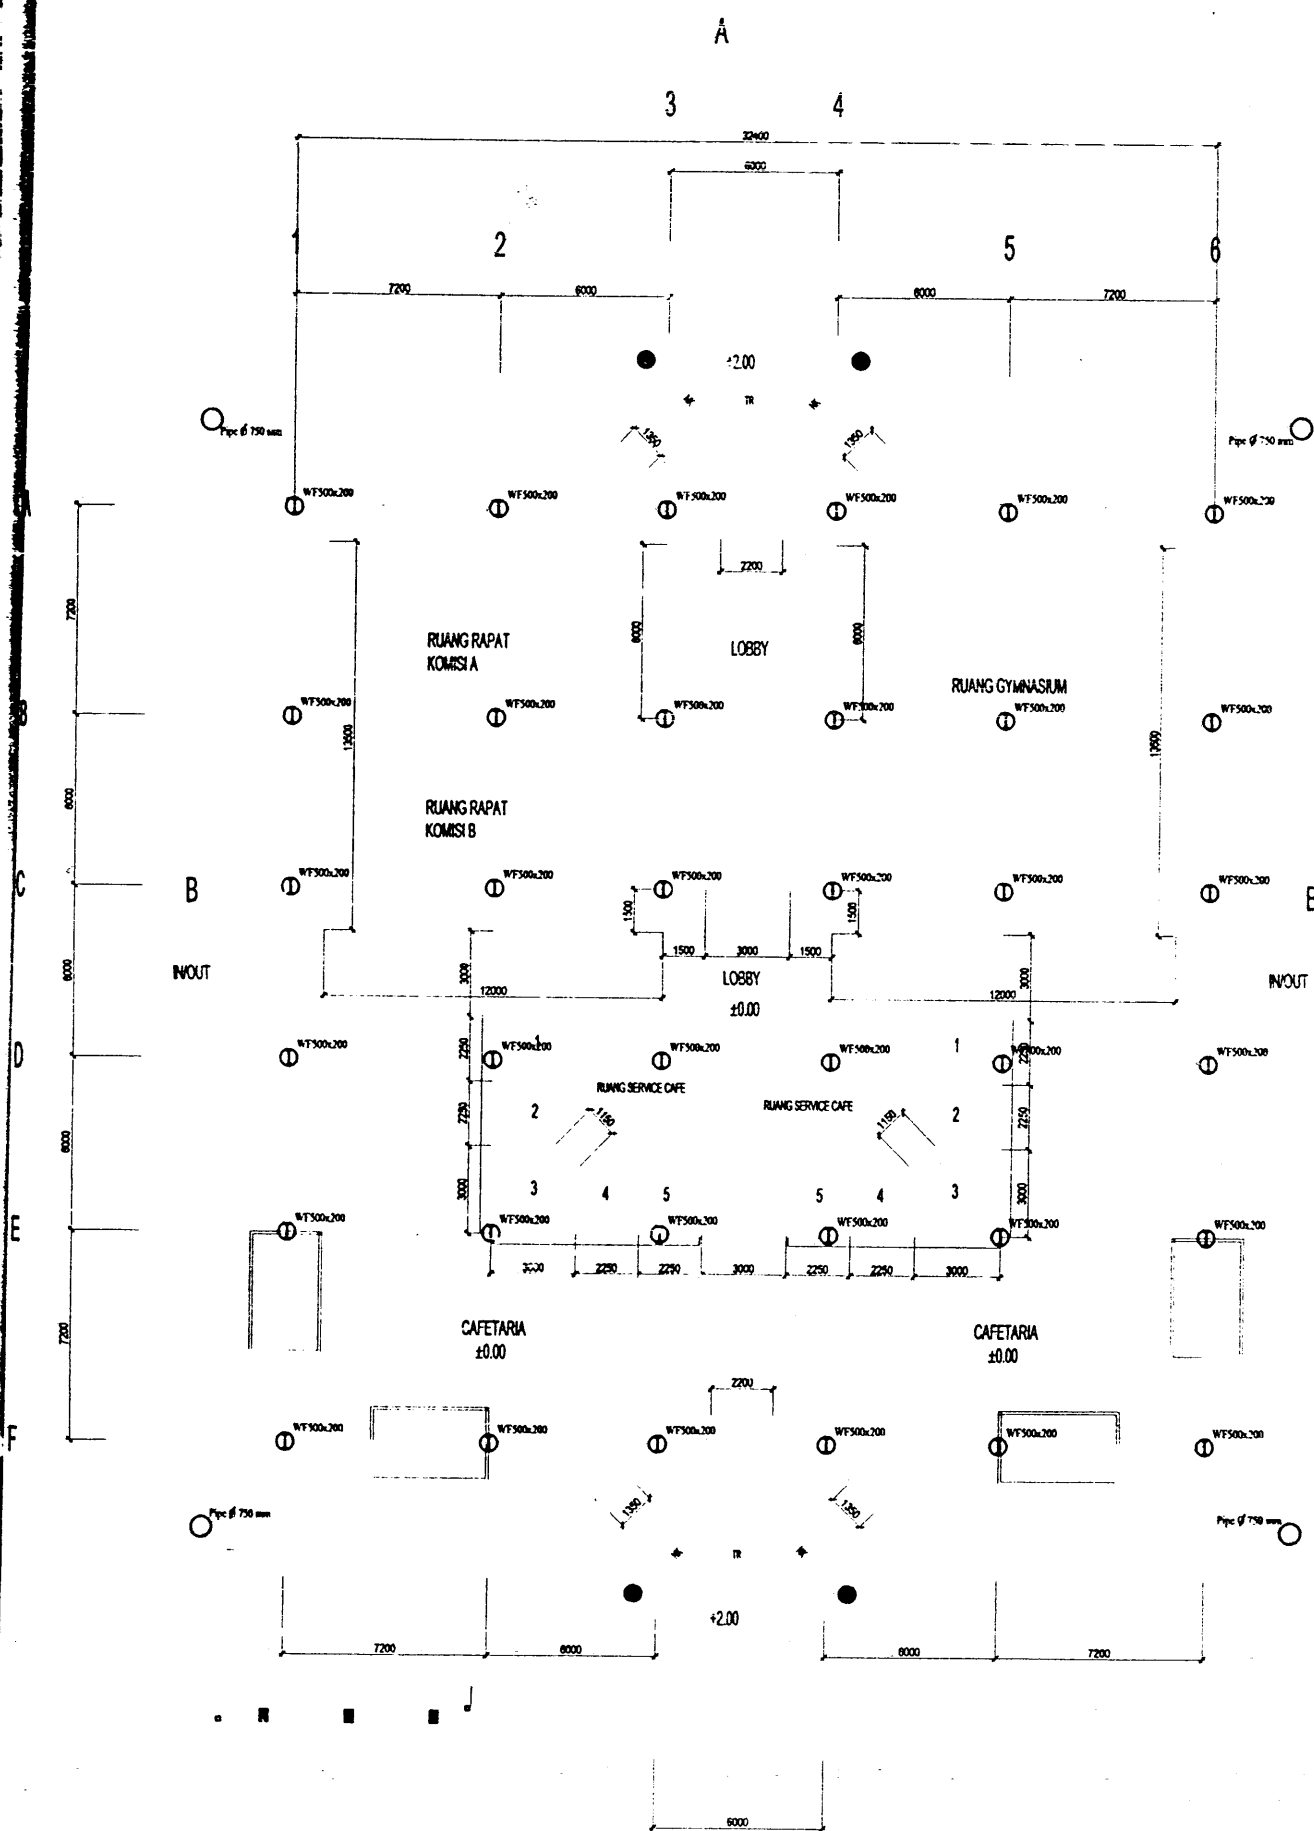 A
3 4
32400
6000
2 5 6
7200 6000 6000 7200
+2.00
TR
Pipe Ø 750 mm Pipe Ø 750 mm
1350 1350
A WF500x200 WF500x200 WF500x200 WF500x200 WF500x200 WF500x200
2200
7200
6000 6000
RUANG RAPAT
KOMISI A
LOBBY
RUANG GYMNASIUM
B WF500x200 WF500x200 WF500x200 WF500x200 WF500x200 WF500x200
13500 13500
6000
RUANG RAPAT
KOMISI B
C B WF500x200 WF500x200 WF500x200 WF500x200 WF500x200 WF500x200
1500 1500
1500 3000 1500
6000 IN/OUT 3000 LOBBY 3000 IN/OUT
12000 12000
±0.00
D WF500x200 WF500x200 1 WF500x200 WF500x200 1 WF500x200 WF500x200
2250 2250
RUANG SERVICE CAFE RUANG SERVICE CAFE
6000 2250 2 1150 1150 2 2250
3000 3 4 5 5 4 3 3000
E WF500x200 WF500x200 WF500x200 WF500x200 WF500x200 WF500x200
3000 2250 2250 3000 2250 2250 3000
7200
CAFETARIA CAFETARIA
±0.00 ±0.00
2200
F WF500x200 WF500x200 WF500x200 WF500x200 WF500x200 WF500x200
1350 1350
Pipe Ø 750 mm Pipe Ø 750 mm
TR
+2.00
7200 6000 6000 7200
6000